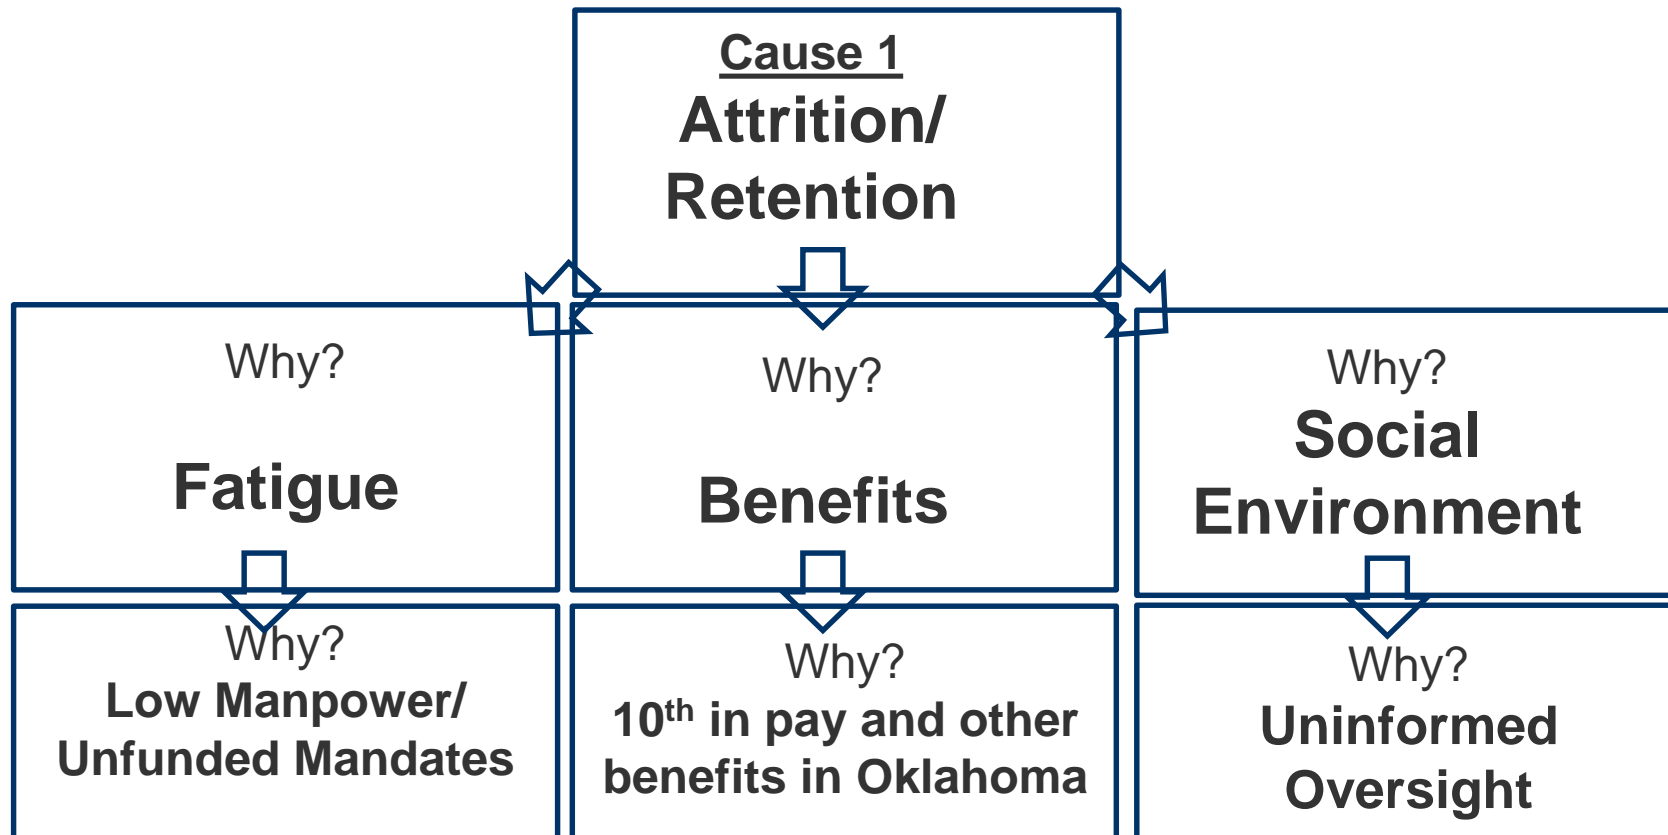 Cause 1
Attrition/
Retention
Why?
Fatigue
Why?
Benefits
Why?
Social
Environment
Why?
Low Manpower/
Unfunded Mandates
Why?
10th in pay and other
benefits in Oklahoma
Why?
Uninformed
Oversight